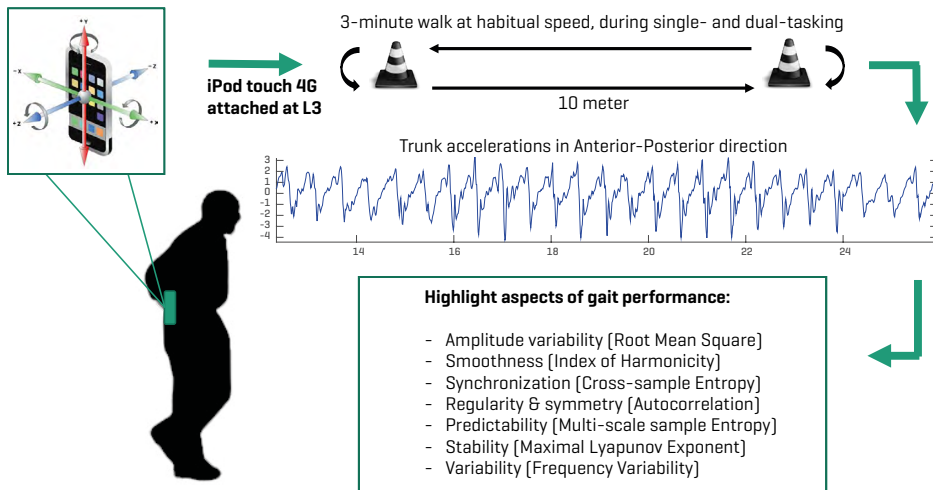 3-minute walk at habitual speed, during single- and dual-tasking
+Y
-X
-Z
+Z
+X
iPod touch 4G
attached at L3
10 meter
Trunk accelerations in Anterior-Posterior direction
3
2
1
0
-1
-2
-3
-4
14 16 18 20 22 24
Highlight aspects of gait performance:
- Amplitude variability (Root Mean Square)
- Smoothness (Index of Harmonicity)
- Synchronization (Cross-sample Entropy)
- Regularity & symmetry (Autocorrelation)
- Predictability (Multi-scale sample Entropy)
- Stability (Maximal Lyapunov Exponent)
- Variability (Frequency Variability)